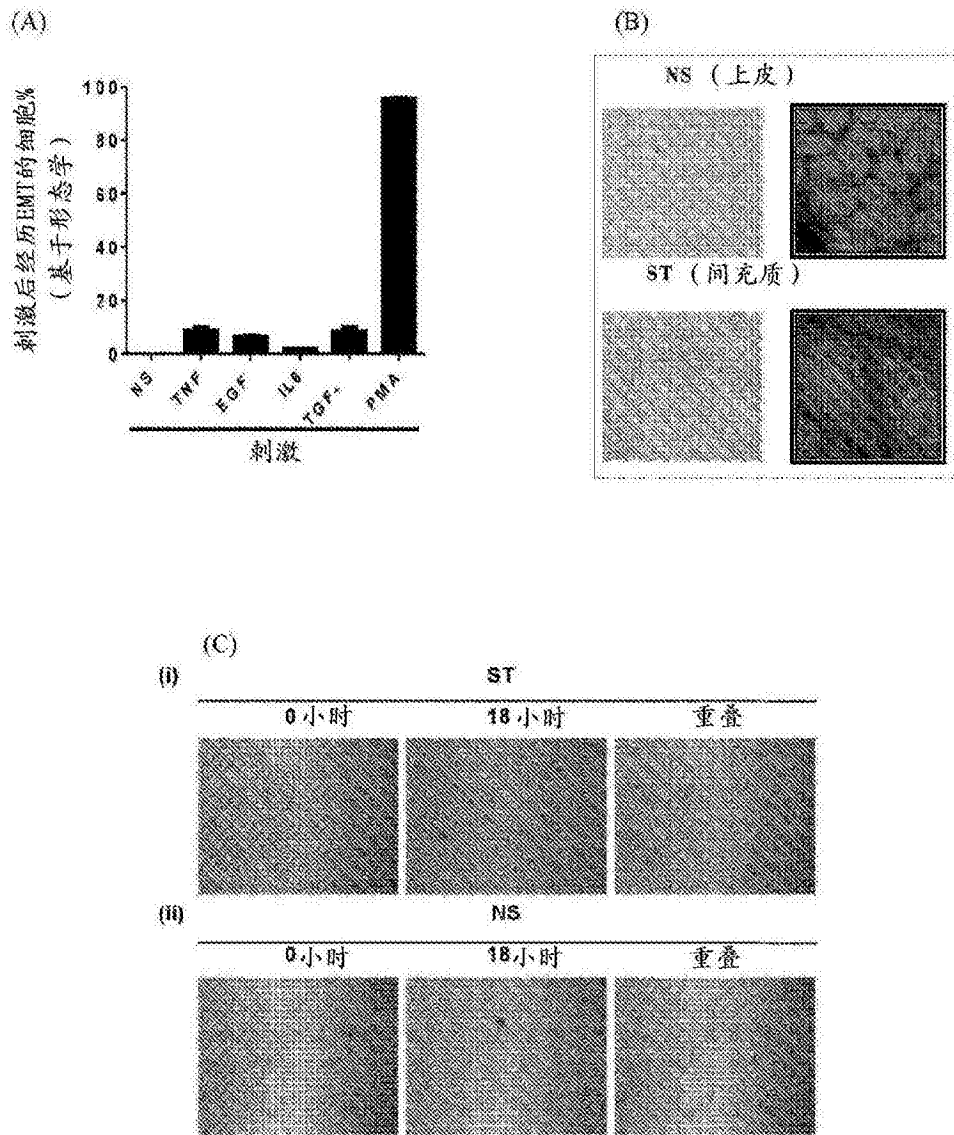 (A)
刺激后经历EMT的细胞%
(基于形态学)
100
80
60
40
20
0
NS
TNF
EGF
IL6
TGF+
PMA
刺激
(B)
NS (上皮)
ST (间充质)
(C)
(i)
ST
0小时 18小时 重叠
(ii)
NS
0小时 18小时 重叠